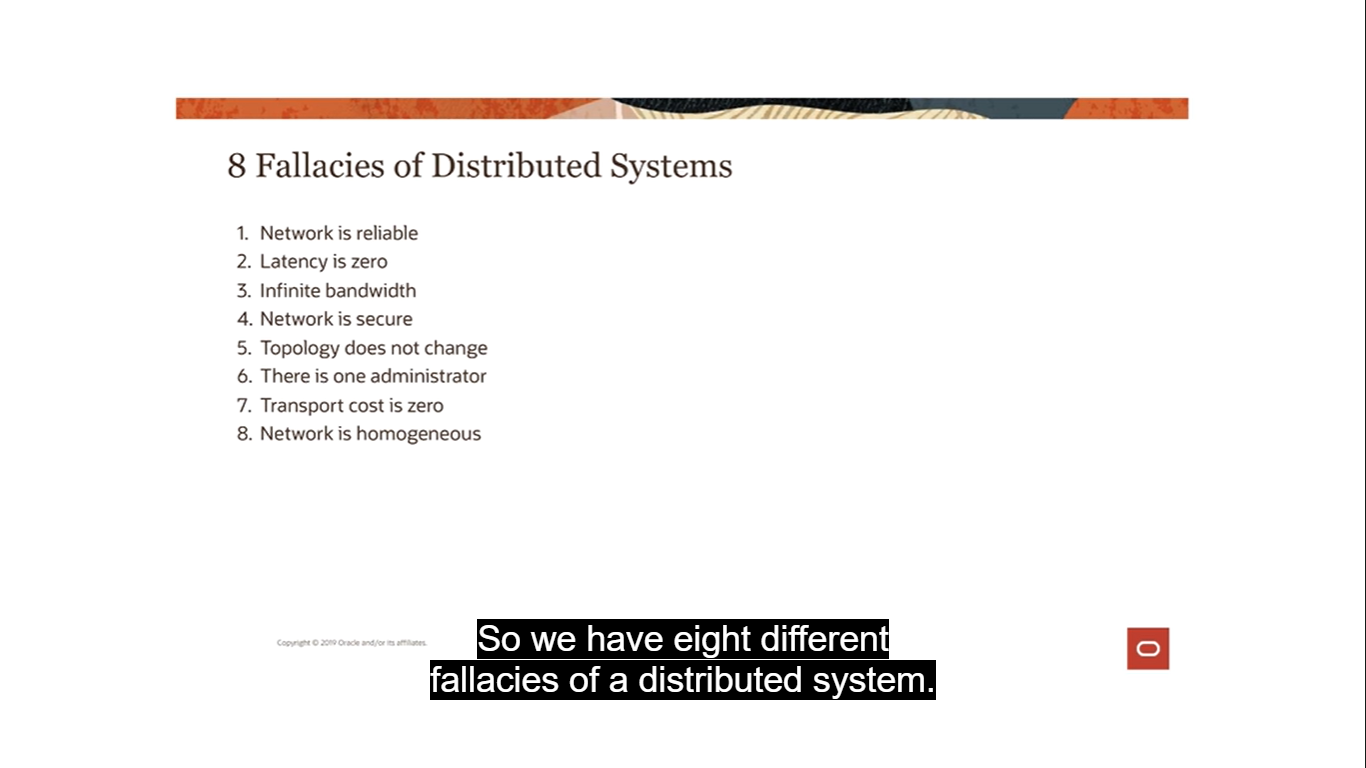 8 Fallacies of Distributed Systems
1. Network is reliable
2. Latency is zero
3. Infinite bandwidth
4. Network is secure
5. Topology does not change
6. There is one administrator
7. Transport cost is zero
8. Network is homogeneous
Copyright © 2019 Oracle and/or its affiliates.
So we have eight different
fallacies of a distributed system.